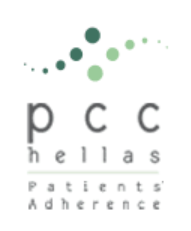 pcc
hellas
Patients'
Adherence